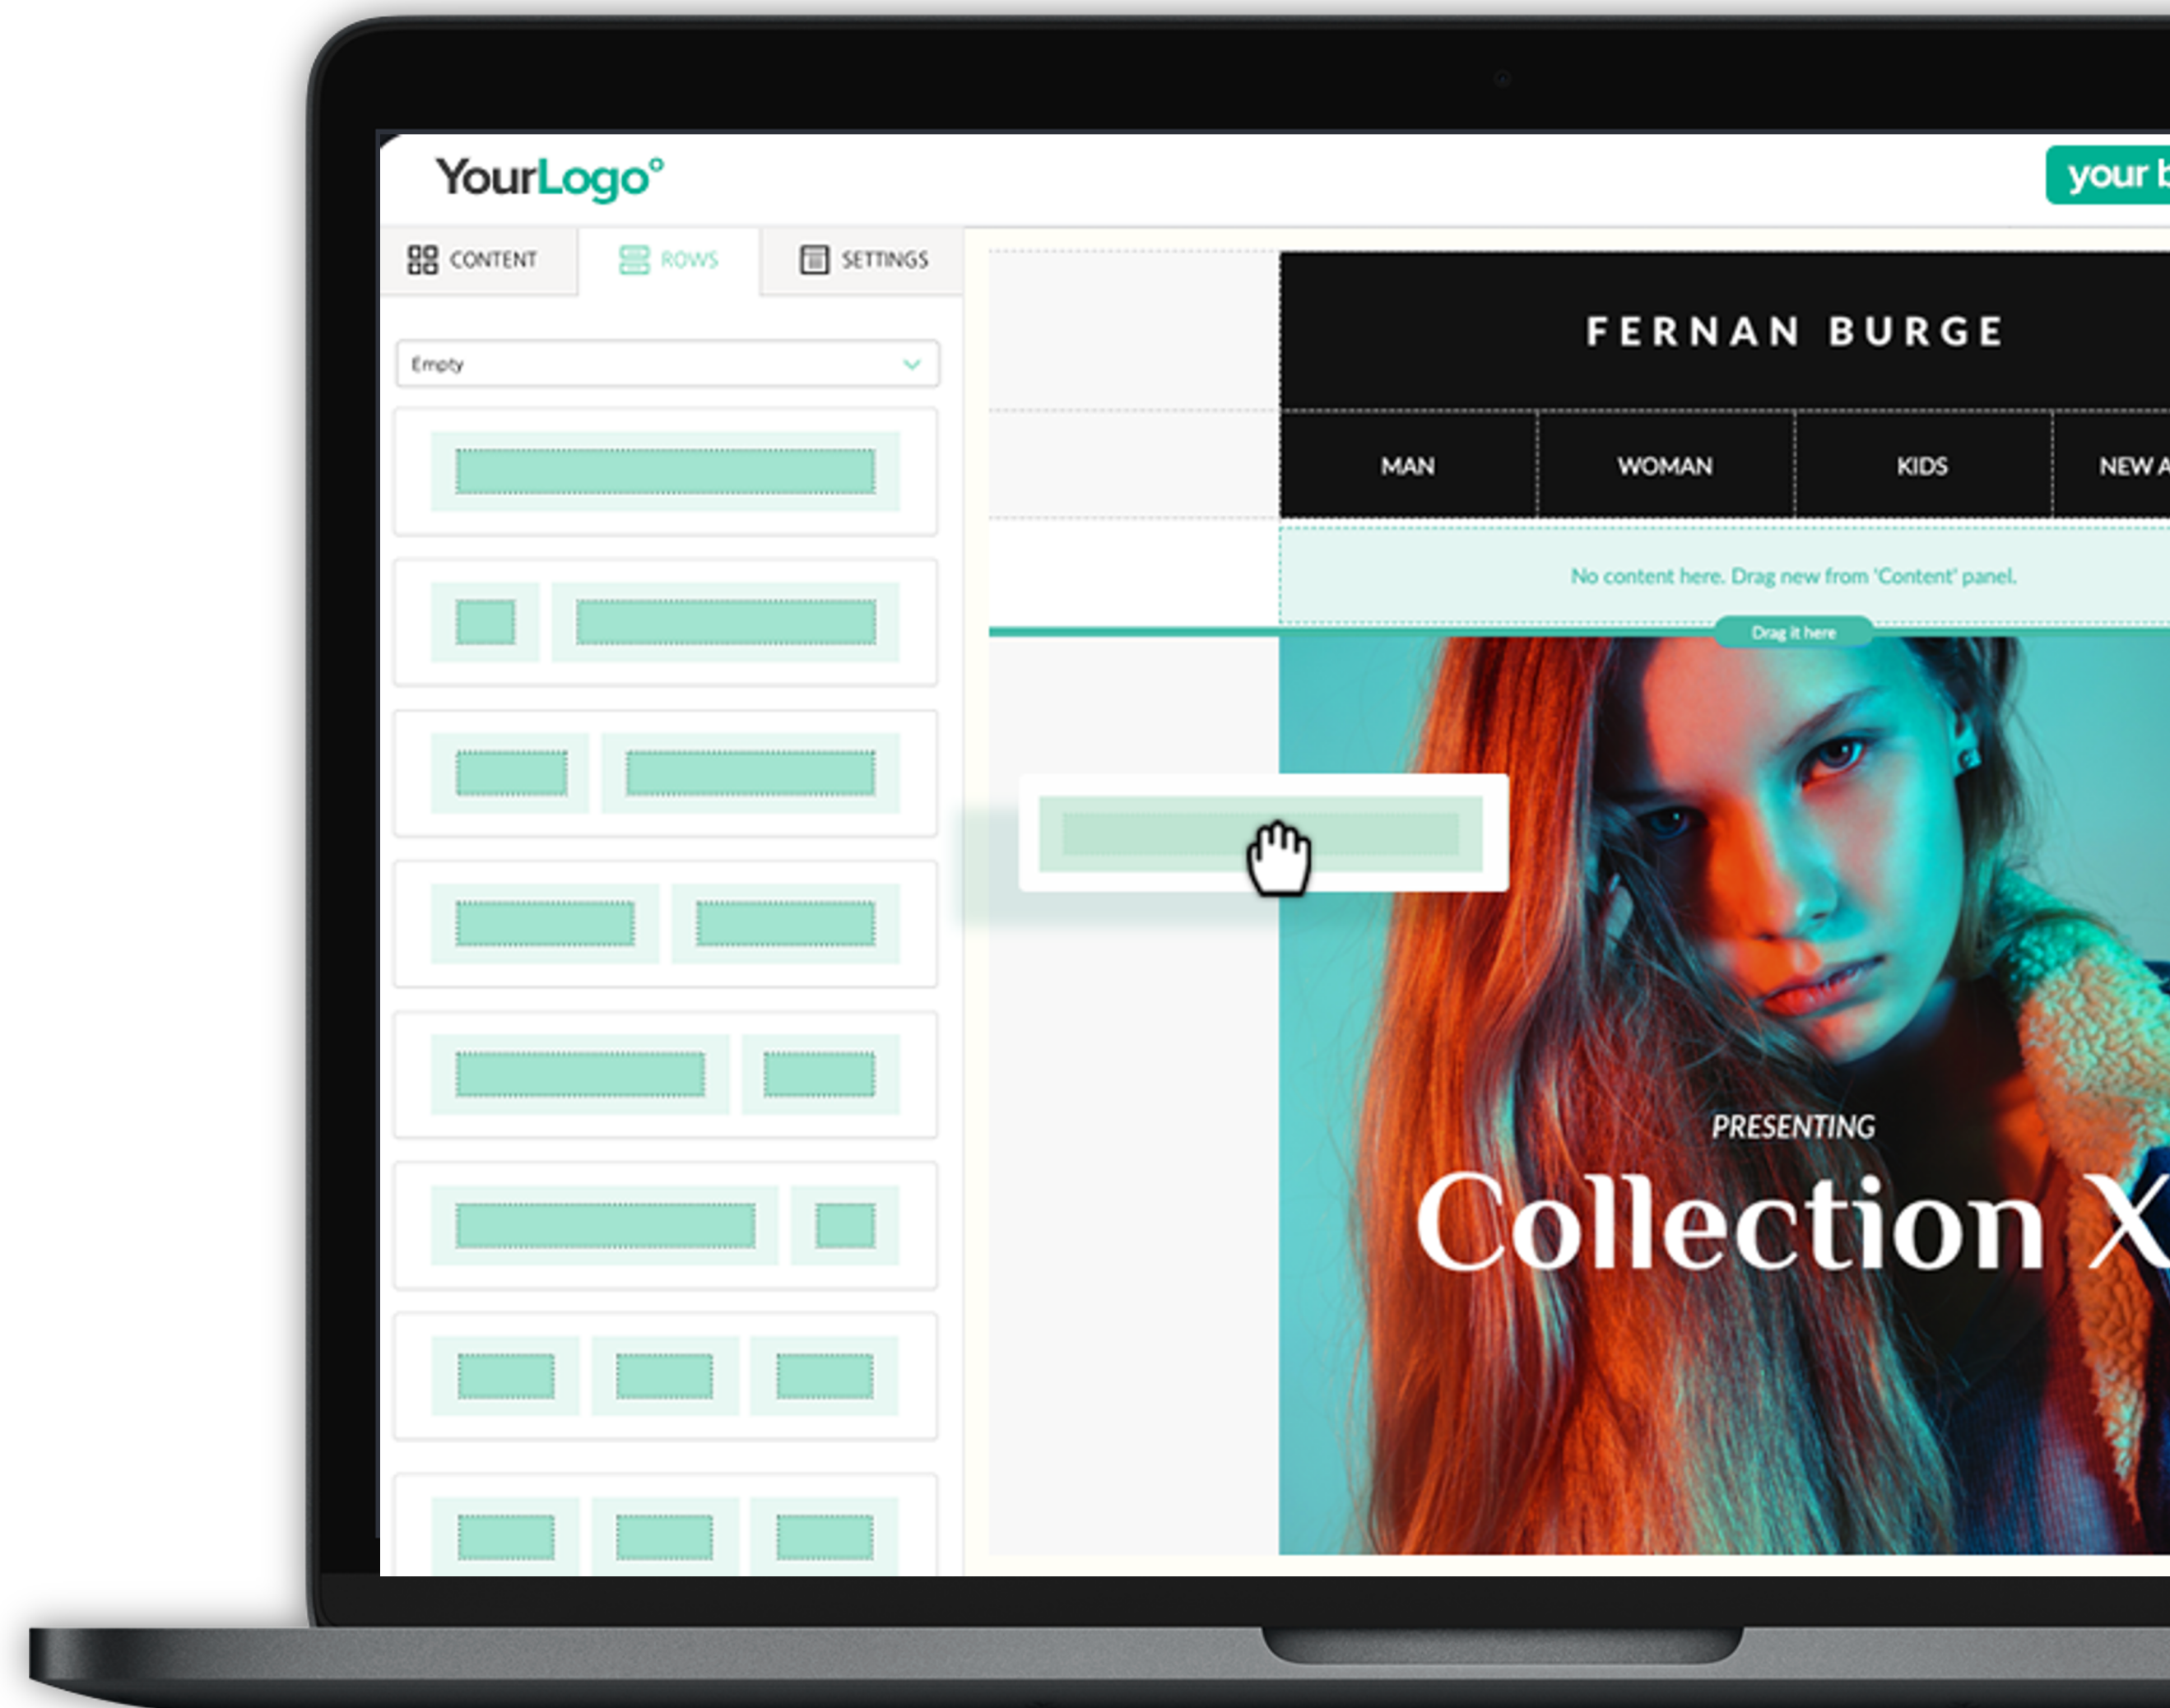 YourLogo°
your b
CONTENT
ROWS
SETTINGS
Empty
FERNAN BURGE
MAN
WOMAN
KIDS
NEW A
No content here. Drag new from 'Content' panel.
Drag it here
PRESENTING
Collection X